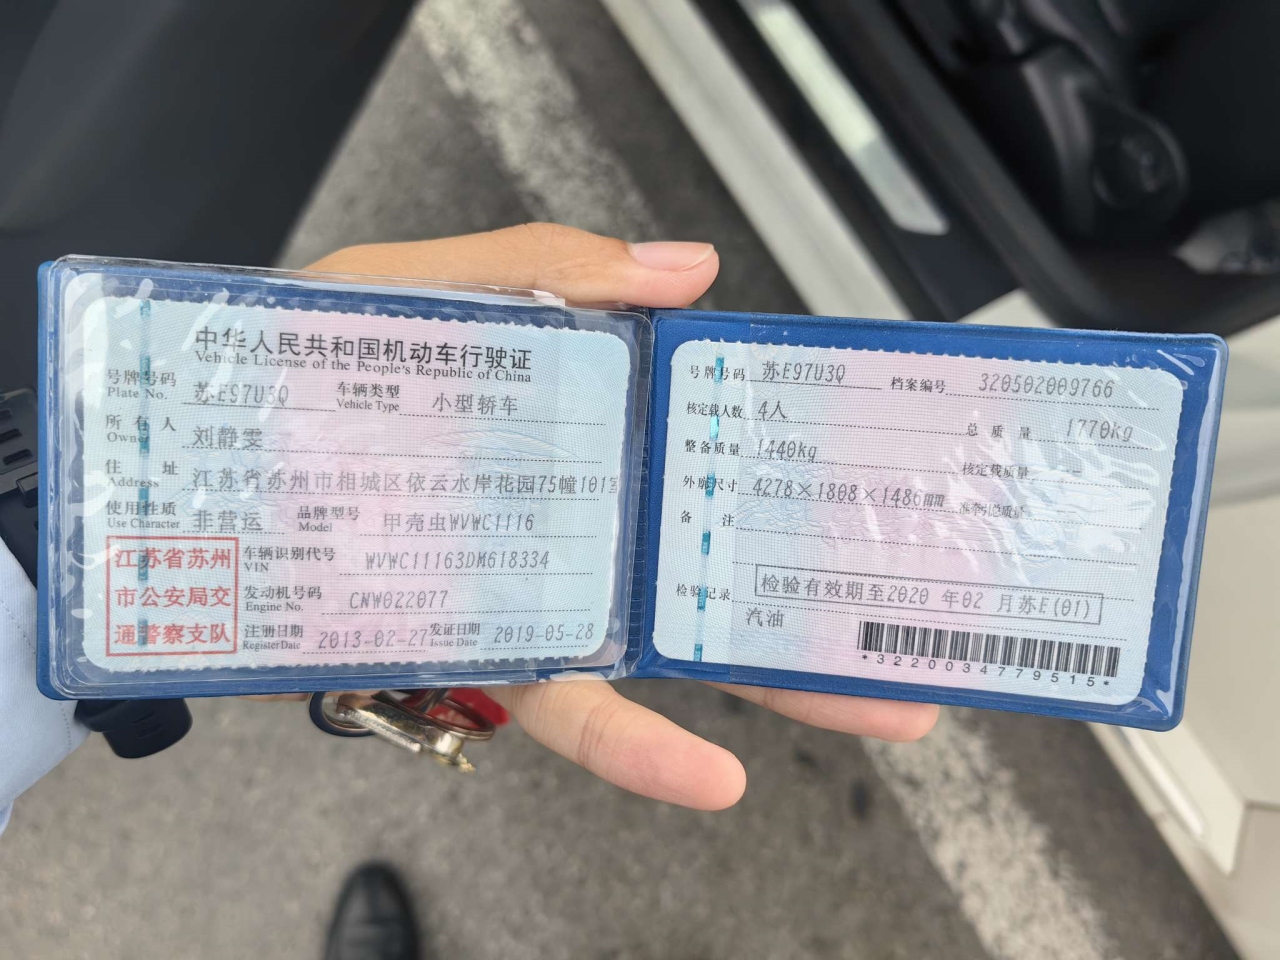 中华人民共和国机动车行驶证
Vehicle License of the People's Republic of China
号牌号码 苏E97U3Q 车辆类型 小型轿车
Plate No. Vehicle Type
所有人 刘静雯
Owner
住址 江苏省苏州市相城区依云水岸花园75幢101室
Address
使用性质 非营运 品牌型号 甲壳虫WVWC1116
Use Character Model
江苏省苏州
市公安局交
通警察支队
车辆识别代号 WVWC11163DM618334
VIN
发动机号码 CNW022077
Engine No.
注册日期 2013-02-27 发证日期 2019-05-28
Register Date Issue Date
号牌号码 苏E97U3Q 档案编号 320502009766
核定载人数 4人 总质量 1770kg
整备质量 1440kg 核定载质量 --
外廓尺寸 4278×1808×1486mm 准牵引总质量
备注
检验记录 检验有效期至2020年02月苏E(01)
汽油
*3220034779515*